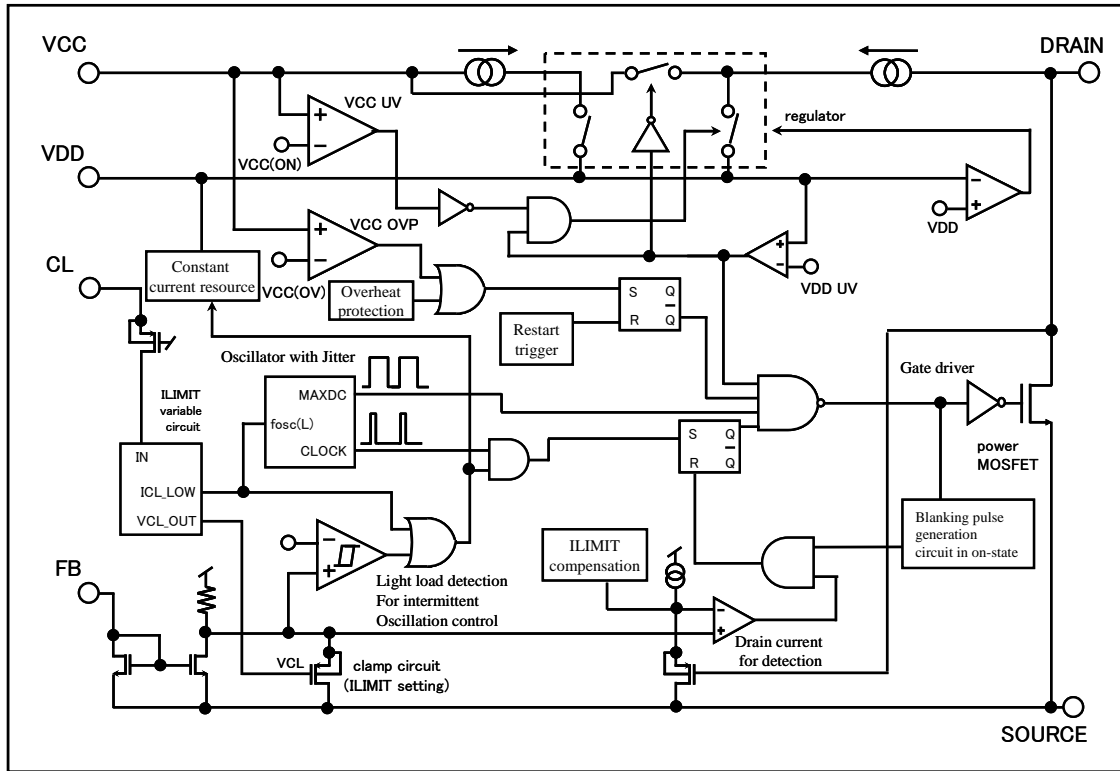 VCC
DRAIN
VCC UV
+
−
VCC(ON)
regulator
VDD
−
+
VDD
VCC OVP
+
−
VCC(OV)
+
−
VDD UV
CL
Constant
current resource
Overheat
protection
S Q
R Q
Restart
trigger
Oscillator with Jitter
Gate driver
MAXDC
fosc(L)
CLOCK
ILIMIT
variable
circuit
S Q
R Q
power
MOSFET
IN
ICL_LOW
VCL_OUT
−
+
Blanking pulse
generation
circuit in on-state
ILIMIT
compensation
FB
Light load detection
For intermittent
Oscillation control
−
+
Drain current
for detection
VCL
clamp circuit
(ILIMIT setting)
SOURCE